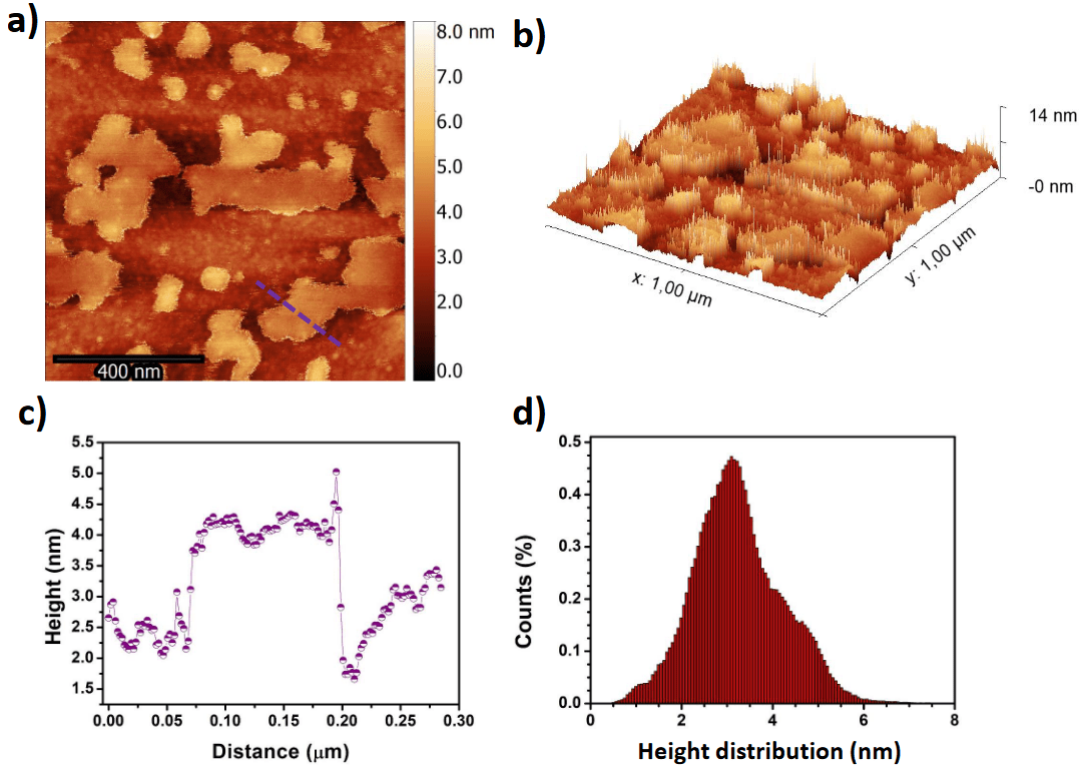 a)
8.0 nm
7.0
6.0
5.0
4.0
3.0
2.0
0.0
400 nm
b)
14 nm
-0 nm
x: 1,00 µm
y: 1,00 µm
c)
5.5
5.0
4.5
4.0
3.5
3.0
2.5
2.0
1.5
Height (nm)
0.00 0.05 0.10 0.15 0.20 0.25 0.30
Distance (µm)
d)
0.5
0.4
0.3
0.2
0.1
0.0
Counts (%)
0 2 4 6 8
Height distribution (nm)